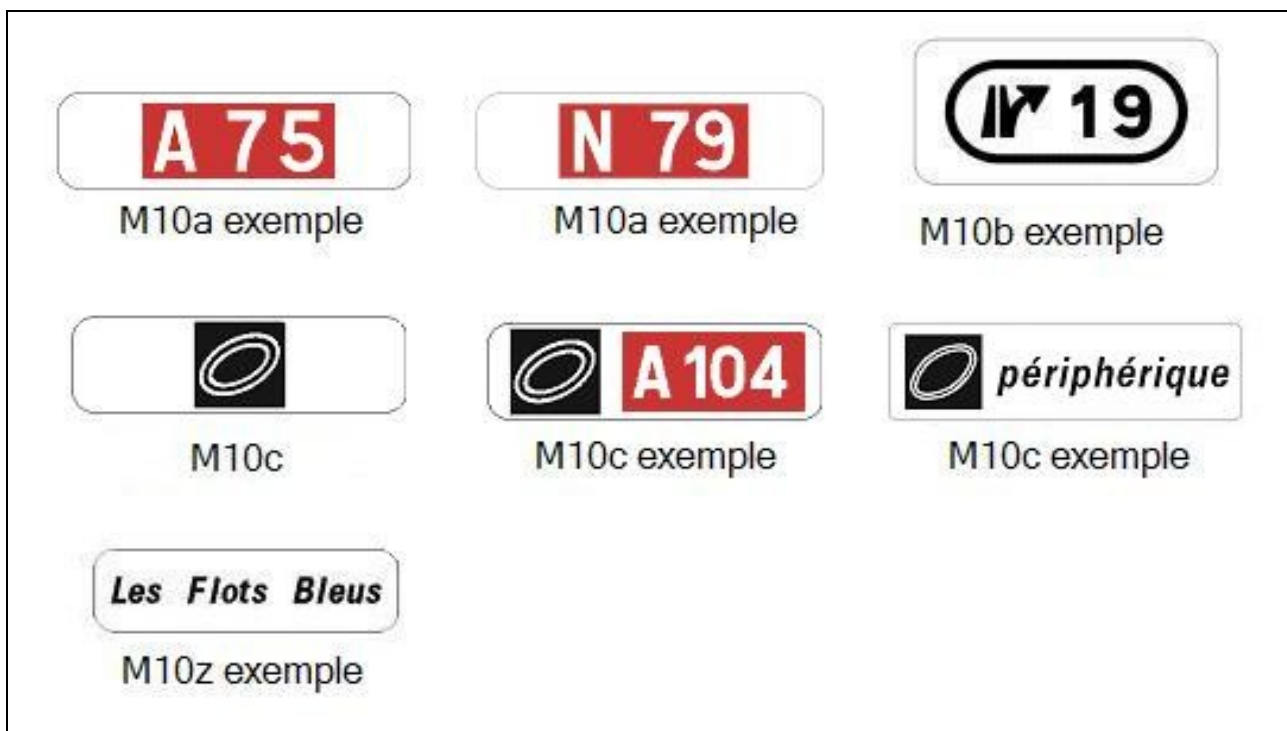 A 75
M10a exemple
N 79
M10a exemple
19
M10b exemple
M10c
A 104
M10c exemple
périphérique
M10c exemple
Les Flots Bleus
M10z exemple